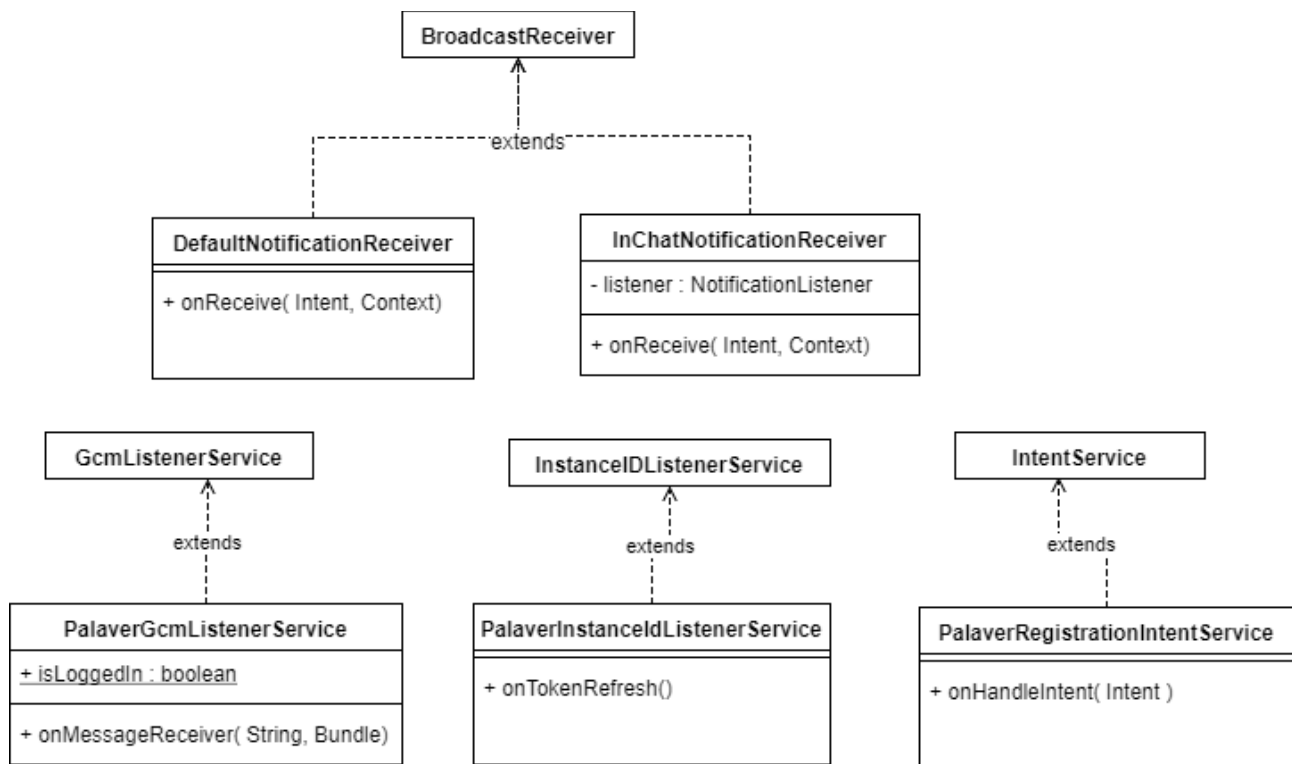 BroadcastReceiver
extends
DefaultNotificationReceiver
+ onReceive( Intent, Context)
InChatNotificationReceiver
- listener : NotificationListener
+ onReceive( Intent, Context)
GcmListenerService
extends
PalaverGcmListenerService
+ isLoggedIn : boolean
+ onMessageReceiver( String, Bundle)
InstanceIDListenerService
extends
PalaverInstanceIdListenerService
+ onTokenRefresh()
IntentService
extends
PalaverRegistrationIntentService
+ onHandleIntent( Intent )